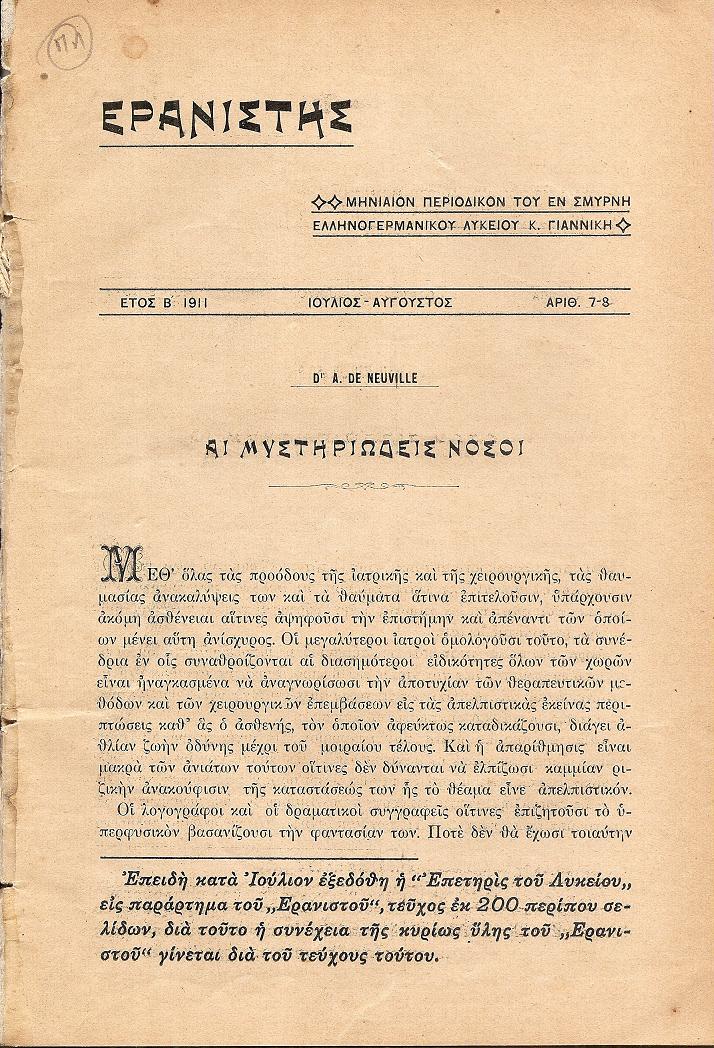 ΠΛ
ΕΡΑΝΙΣΤΗΣ
ΜΗΝΙΑΙΟΝ ΠΕΡΙΟΔΙΚΟΝ ΤΟΥ ΕΝ ΣΜΥΡΝΗ
ΕΛΛΗΝΟΓΕΡΜΑΝΙΚΟΥ ΛΥΚΕΙΟΥ Κ. ΓΙΑΝΝΙΚΗ
ΕΤΟΣ Β΄ 1911 ΙΟΥΛΙΟΣ - ΑΥΓΟΥΣΤΟΣ ΑΡΙΘ. 7-8
Dr A. DE NEUVILLE
ΑΙ ΜΥΣΤΗΡΙΩΔΕΙΣ ΝΟΣΟΙ
ΜΕΘ' ὅλας τὰς προόδους τῆς ἰατρικῆς καὶ τῆς χειρουργικῆς, τὰς θαυ-
μασίας ἀνακαλύψεις των καὶ τὰ θαύματα ἅτινα ἐπιτελοῦσιν, ὑπάρχουσιν
ἀκόμη ἀσθένειαι αἵτινες ἀψηφοῦσι τὴν ἐπιστήμην καὶ ἀπέναντι τῶν ὁποί-
ων μένει αὕτη ἀνίσχυρος. Οἱ μεγαλύτεροι ἰατροὶ ὁμολογοῦσι τοῦτο, τὰ συνέ-
δρια ἐν οἷς συναθροίζονται αἱ διασημότεροι εἰδικότητες ὅλων τῶν χωρῶν
εἶναι ἠναγκασμένα νὰ ἀναγνωρίσωσι τὴν ἀποτυχίαν τῶν θεραπευτικῶν με-
θόδων καὶ τῶν χειρουργικῶν ἐπεμβάσεων εἰς τὰς ἀπελπιστικὰς ἐκείνας περι-
πτώσεις καθ' ἃς ὁ ἀσθενής, τὸν ὁποῖον ἀφεύκτως καταδικάζουσι, διάγει ἀ-
θλίαν ζωὴν ὀδύνης μέχρι τοῦ μοιραίου τέλους. Καὶ ἡ ἀπαρίθμησις εἶναι
μακρὰ τῶν ἀνιάτων τούτων οἵτινες δὲν δύνανται νὰ ἐλπίζωσι καμμίαν ρι-
ζικὴν ἀνακούφισιν τῆς καταστάσεώς των ἧς τὸ θέαμα εἶνε ἀπελπιστικόν.
Οἱ λογογράφοι καὶ οἱ δραματικοὶ συγγραφεῖς οἵτινες ἐπιζητοῦσι τὸ ὑ-
περφυσικὸν βασανίζουσι τὴν φαντασίαν των. Ποτὲ δὲν θὰ ἔχωσι τοιαύτην
Ἐπειδὴ κατὰ Ἰούλιον ἐξεδόθη ἡ "Ἐπετηρὶς τοῦ Λυκείου„
εἰς παράρτημα τοῦ „Ερανιστοῦ", τεῦχος ἐκ 200 περίπου σε-
λίδων, διὰ τοῦτο ἡ συνέχεια τῆς κυρίως ὕλης τοῦ „Ερανι-
στοῦ" γίνεται διὰ τοῦ τεύχους τούτου.